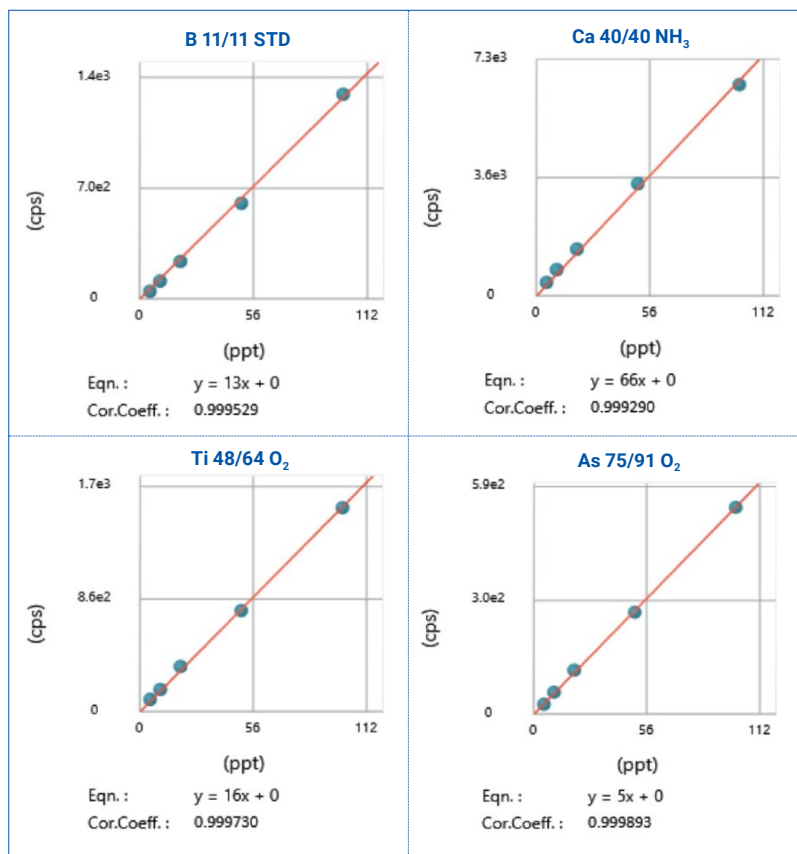 B 11/11 STD
1.4e3
7.0e2
0
(cps)
0 56 112
(ppt)
Eqn. : y = 13x + 0
Cor.Coeff. : 0.999529
Ca 40/40 NH₃
7.3e3
3.6e3
0
(cps)
0 56 112
(ppt)
Eqn. : y = 66x + 0
Cor.Coeff. : 0.999290
Ti 48/64 O₂
1.7e3
8.6e2
0
(cps)
0 56 112
(ppt)
Eqn. : y = 16x + 0
Cor.Coeff. : 0.999730
As 75/91 O₂
5.9e2
3.0e2
0
(cps)
0 56 112
(ppt)
Eqn. : y = 5x + 0
Cor.Coeff. : 0.999893